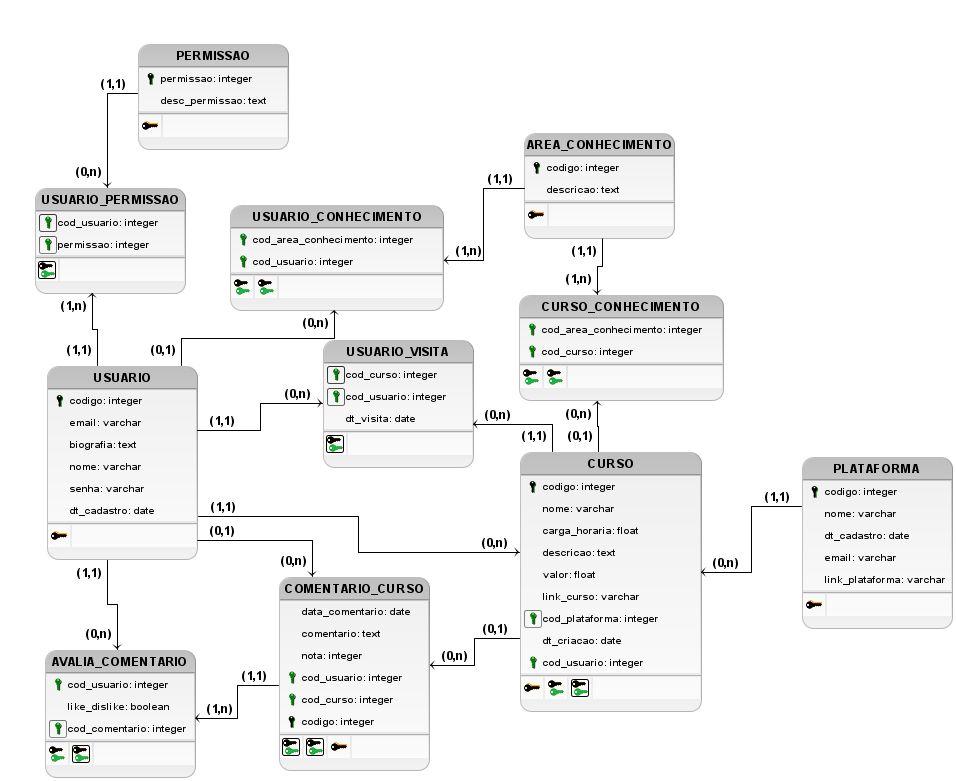 PERMISSAO
permissao: integer
desc_permissao: text
(1,1)
(0,n)
USUARIO_PERMISSAO
cod_usuario: integer
permissao: integer
(1,n)
(1,1)
AREA_CONHECIMENTO
codigo: integer
descricao: text
(1,1)
(1,n)
(1,1)
(1,n)
USUARIO_CONHECIMENTO
cod_area_conhecimento: integer
cod_usuario: integer
(0,n)
(0,1)
CURSO_CONHECIMENTO
cod_area_conhecimento: integer
cod_curso: integer
(0,n)
(0,1)
USUARIO_VISITA
cod_curso: integer
cod_usuario: integer
dt_visita: date
(0,n)
(1,1)
(0,n)
(1,1)
USUARIO
codigo: integer
email: varchar
biografia: text
nome: varchar
senha: varchar
dt_cadastro: date
(1,1)
(0,n)
(0,1)
(0,n)
(1,1)
(0,n)
CURSO
codigo: integer
nome: varchar
carga_horaria: float
descricao: text
valor: float
link_curso: varchar
cod_plataforma: integer
dt_criacao: date
cod_usuario: integer
(0,1)
(0,n)
PLATAFORMA
codigo: integer
nome: varchar
dt_cadastro: date
email: varchar
link_plataforma: varchar
(1,1)
(0,n)
COMENTARIO_CURSO
data_comentario: date
comentario: text
nota: integer
cod_usuario: integer
cod_curso: integer
codigo: integer
(1,1)
(1,n)
AVALIA_COMENTARIO
cod_usuario: integer
like_dislike: boolean
cod_comentario: integer